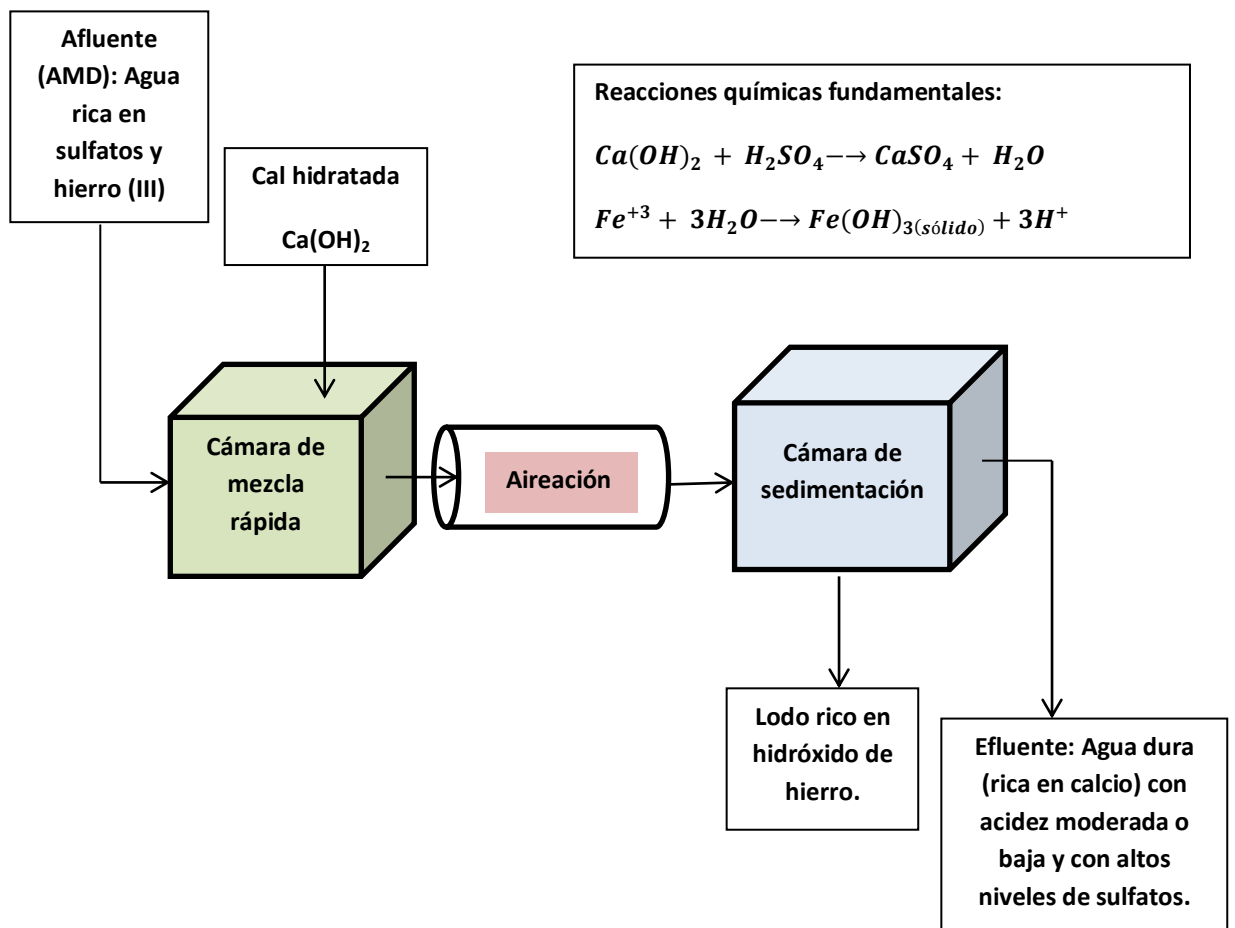 Afluente
(AMD): Agua
rica en
sulfatos y
hierro (III)
Cal hidratada
Ca(OH)₂
Reacciones químicas fundamentales:
Ca(OH)₂ + H₂SO₄−→ CaSO₄ + H₂O
Fe⁺³ + 3H₂O−→ Fe(OH)₃₍ₛóₗᵢdₒ₎ + 3H⁺
Cámara de
mezcla
rápida
Aireación
Cámara de
sedimentación
Lodo rico en
hidróxido de
hierro.
Efluente: Agua dura
(rica en calcio) con
acidez moderada o
baja y con altos
niveles de sulfatos.